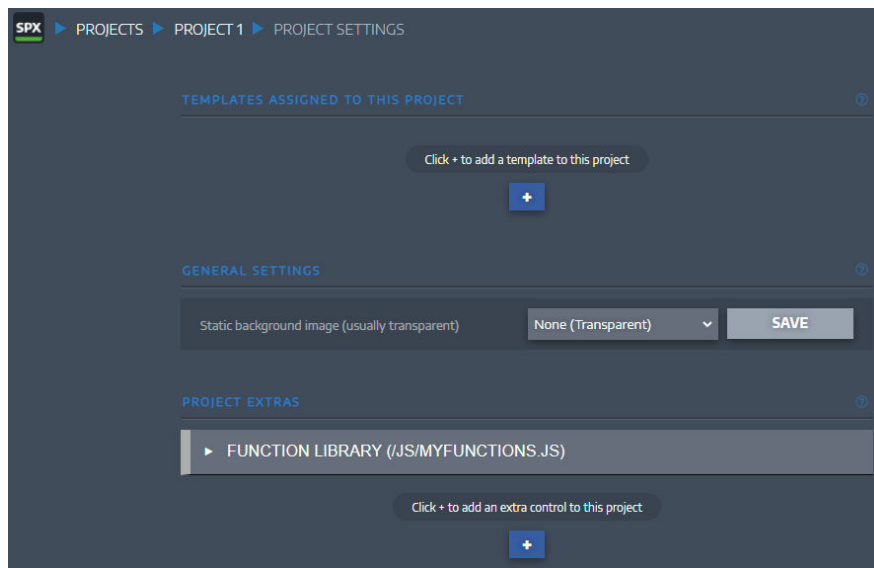 SPX PROJECTS PROJECT 1 PROJECT SETTINGS
TEMPLATES ASSIGNED TO THIS PROJECT ?
Click + to add a template to this project
+
GENERAL SETTINGS ?
Static background image (usually transparent) None (Transparent) SAVE
PROJECT EXTRAS ?
FUNCTION LIBRARY (/JS/MYFUNCTIONS.JS)
Click + to add an extra control to this project
+